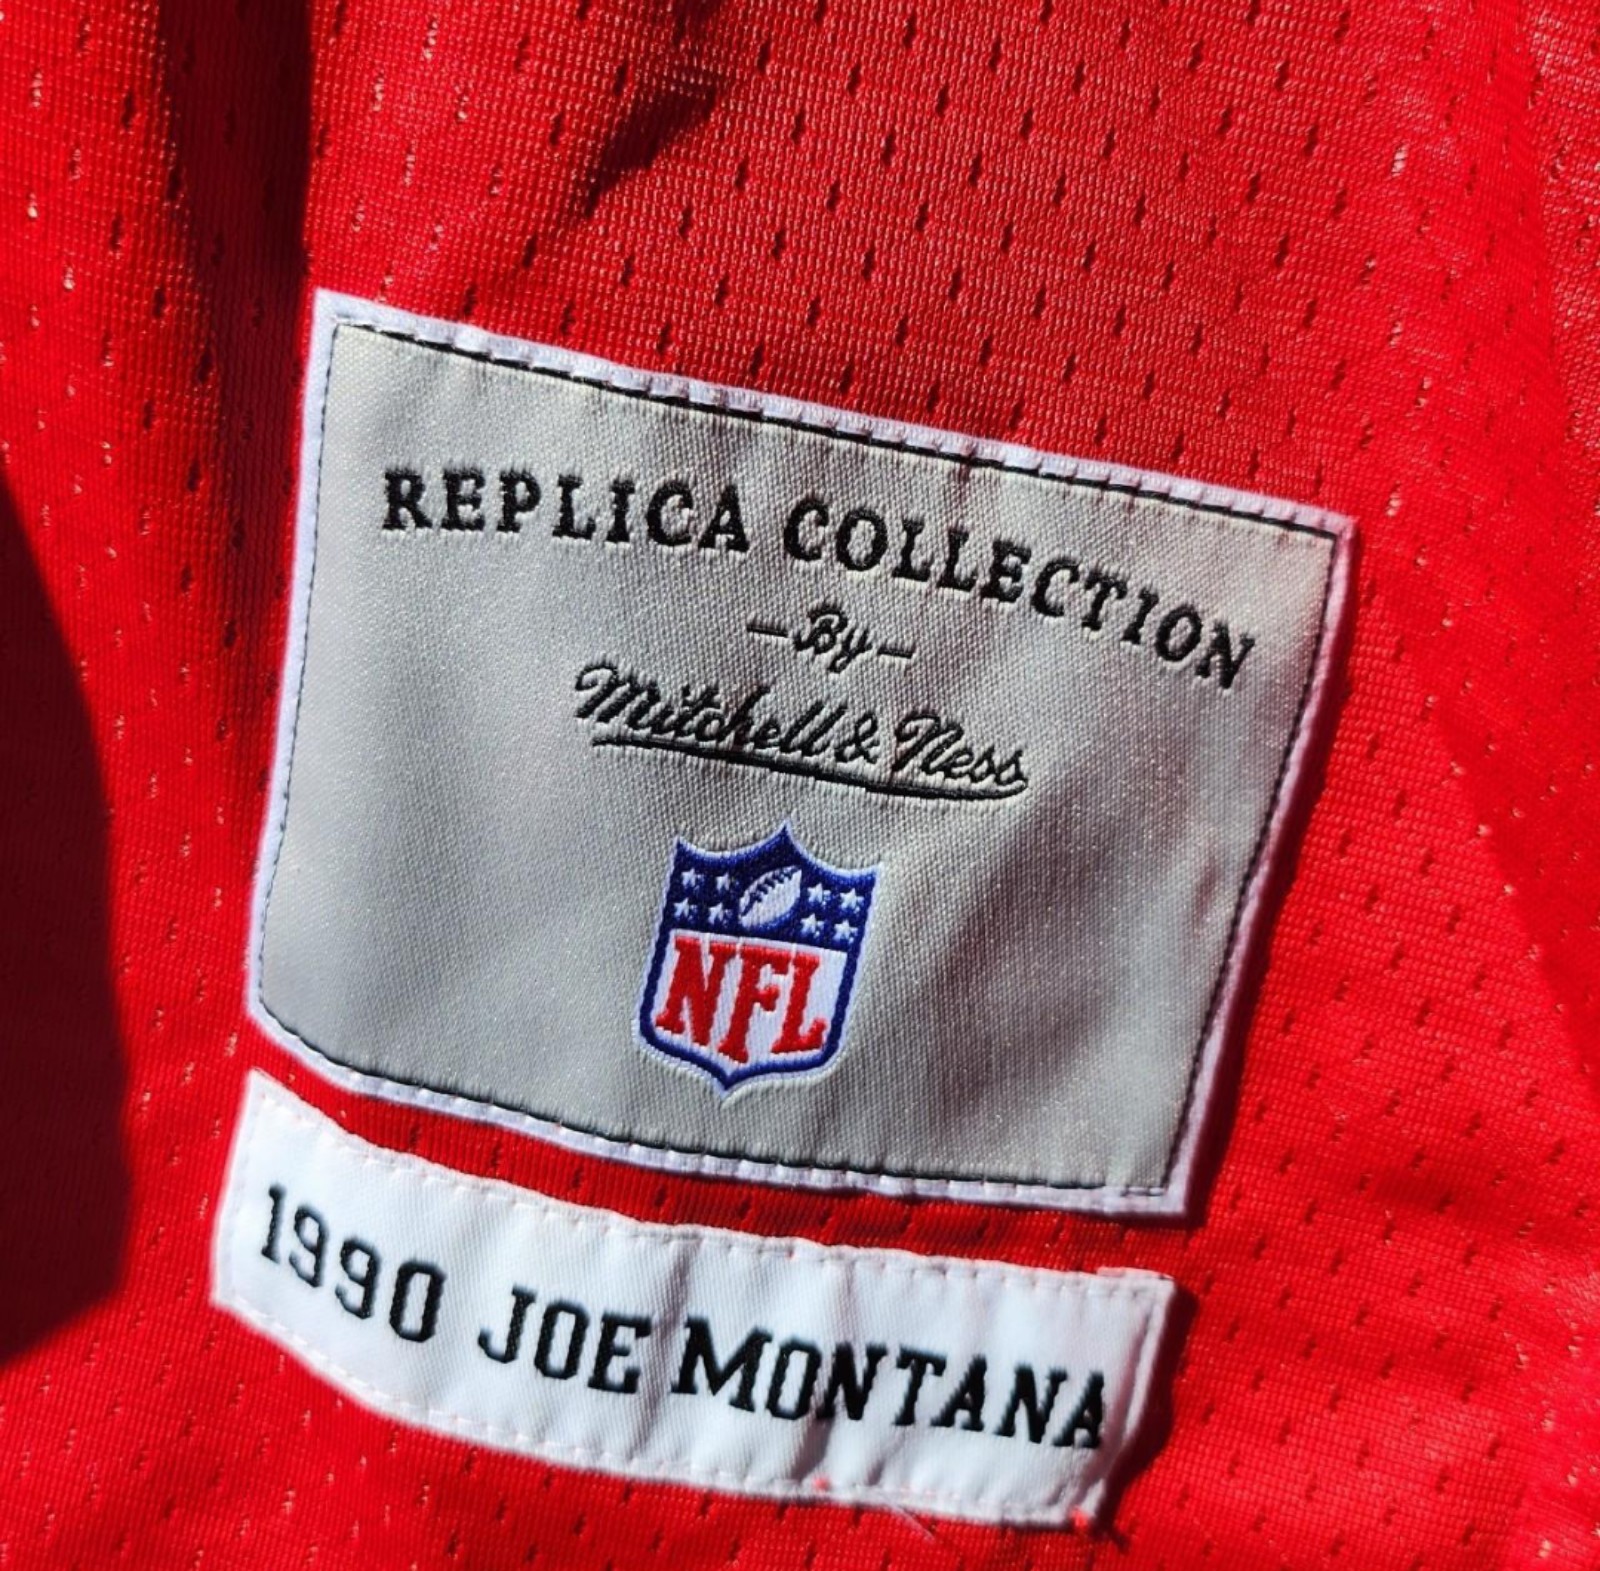 REPLICA COLLECTION
-By-
Mitchell & Ness
NFL
1990 JOE MONTANA